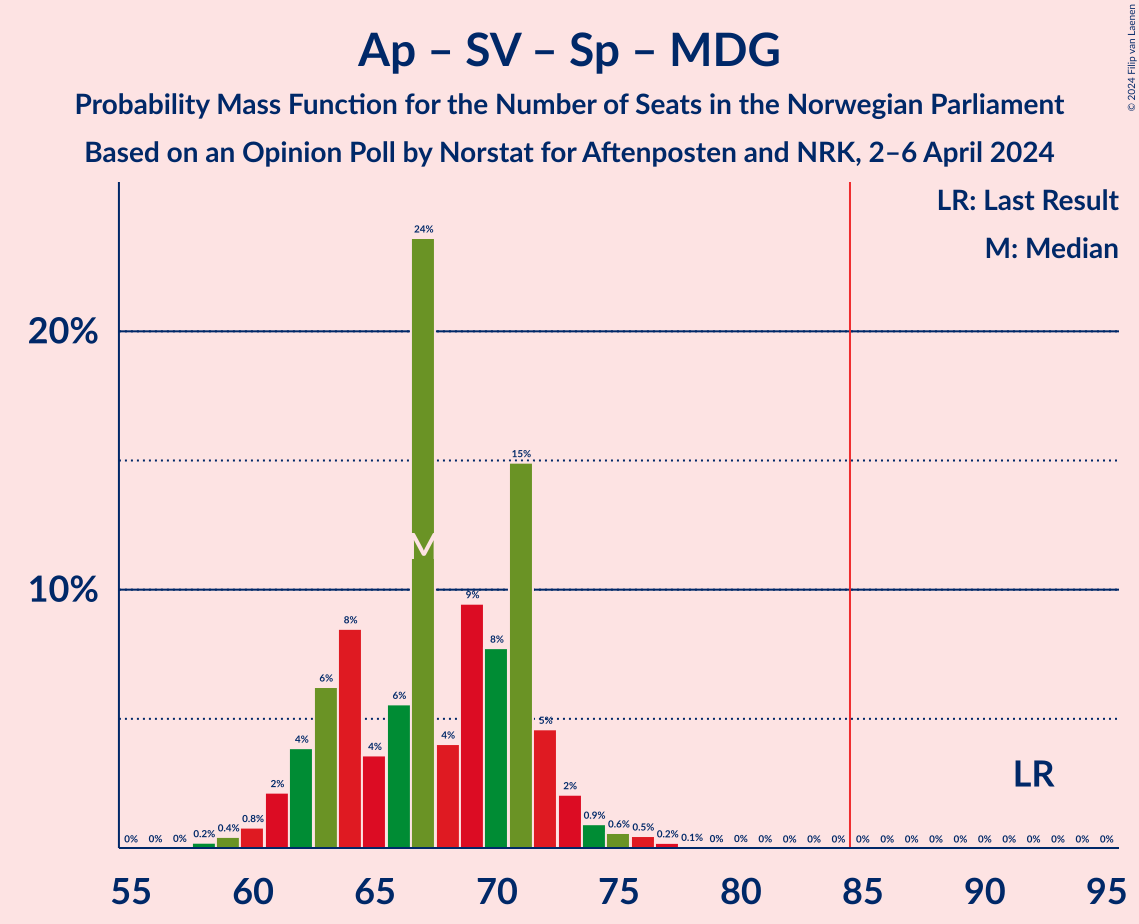 Ap – SV – Sp – MDG
Probability Mass Function for the Number of Seats in the Norwegian Parliament
Based on an Opinion Poll by Norstat for Aftenposten and NRK, 2–6 April 2024
© 2024 Filip van Laenen
LR: Last Result
M: Median
20%
10%
0% 0% 0% 0.2% 0.4% 0.8% 2% 4% 6% 8% 4% 6% 24% 4% 9% 8% 15% 5% 2% 0.9% 0.6% 0.5% 0.2% 0.1% 0% 0% 0% 0% 0% 0% 0% 0% 0% 0% 0% 0% 0% 0% 0% 0% 0%
M
LR
55 60 65 70 75 80 85 90 95